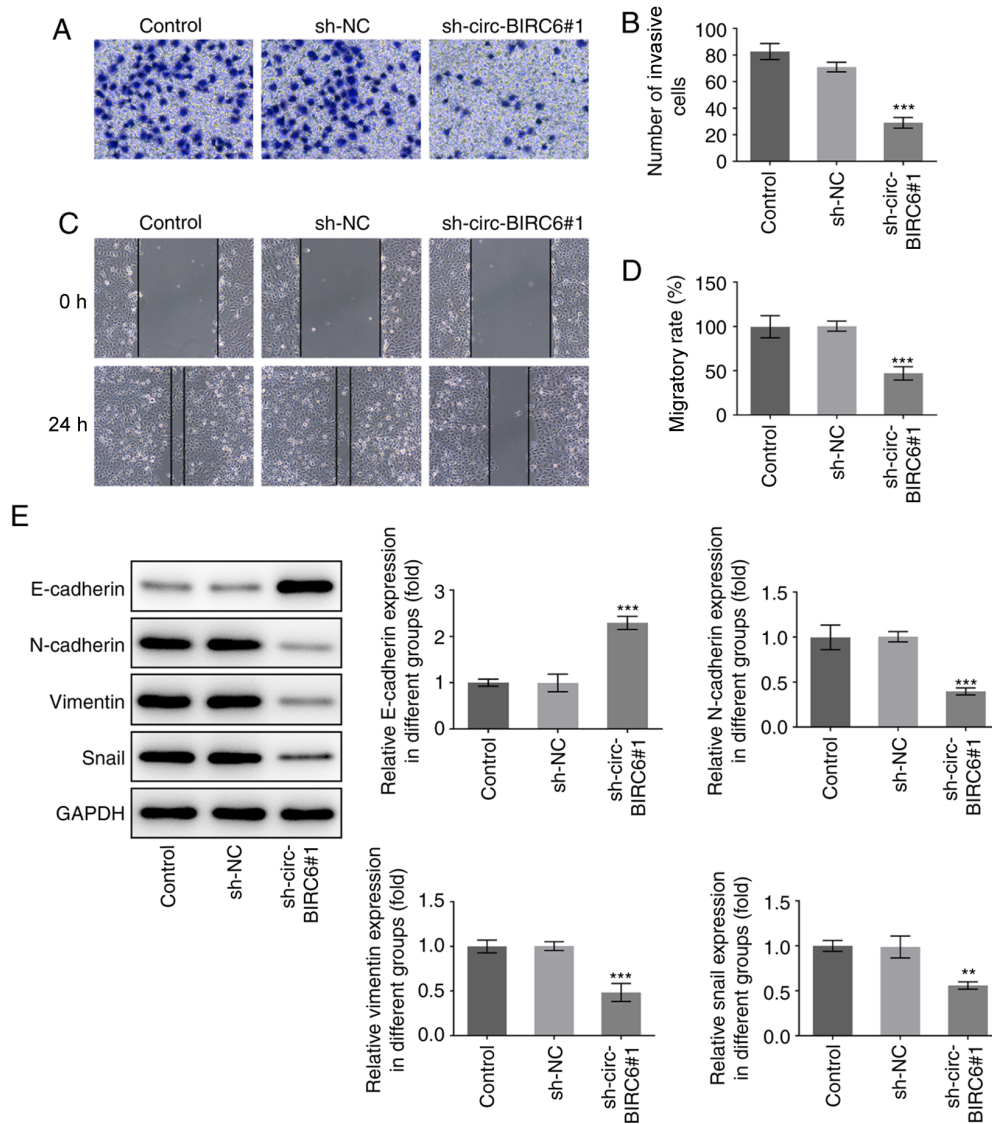 A
Control
sh-NC
sh-circ-BIRC6#1
B
Number of invasive
cells
100
80
60
40
20
0
***
Control
sh-NC
sh-circ-
BIRC6#1
C
Control
sh-NC
sh-circ-BIRC6#1
0 h
24 h
D
Migratory rate (%)
150
100
50
0
***
Control
sh-NC
sh-circ-
BIRC6#1
E
E-cadherin
N-cadherin
Vimentin
Snail
GAPDH
Control
sh-NC
sh-circ-
BIRC6#1
Relative E-cadherin expression
in different groups (fold)
3
2
1
0
***
Control
sh-NC
sh-circ-
BIRC6#1
Relative N-cadherin expression
in different groups (fold)
1.5
1.0
0.5
0.0
***
Control
sh-NC
sh-circ-
BIRC6#1
Relative vimentin expression
in different groups (fold)
1.5
1.0
0.5
0.0
***
Control
sh-NC
sh-circ-
BIRC6#1
Relative snail expression
in different groups (fold)
1.5
1.0
0.5
0.0
**
Control
sh-NC
sh-circ-
BIRC6#1